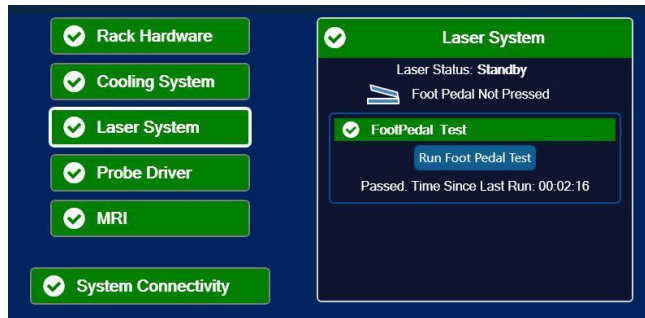 Rack Hardware
Cooling System
Laser System
Probe Driver
MRI
System Connectivity
Laser System
Laser Status: Standby
Foot Pedal Not Pressed
FootPedal Test
Run Foot Pedal Test
Passed. Time Since Last Run: 00:02:16